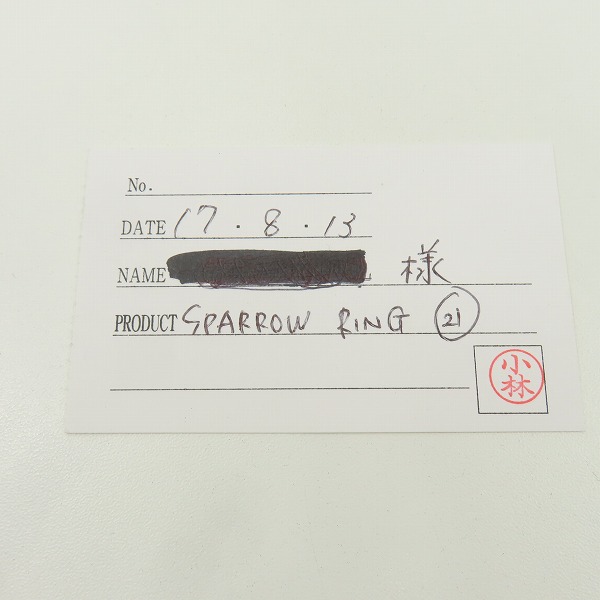 No.
DATE 17.8.13
NAME 様
PRODUCT SPARROW RING 21
小林